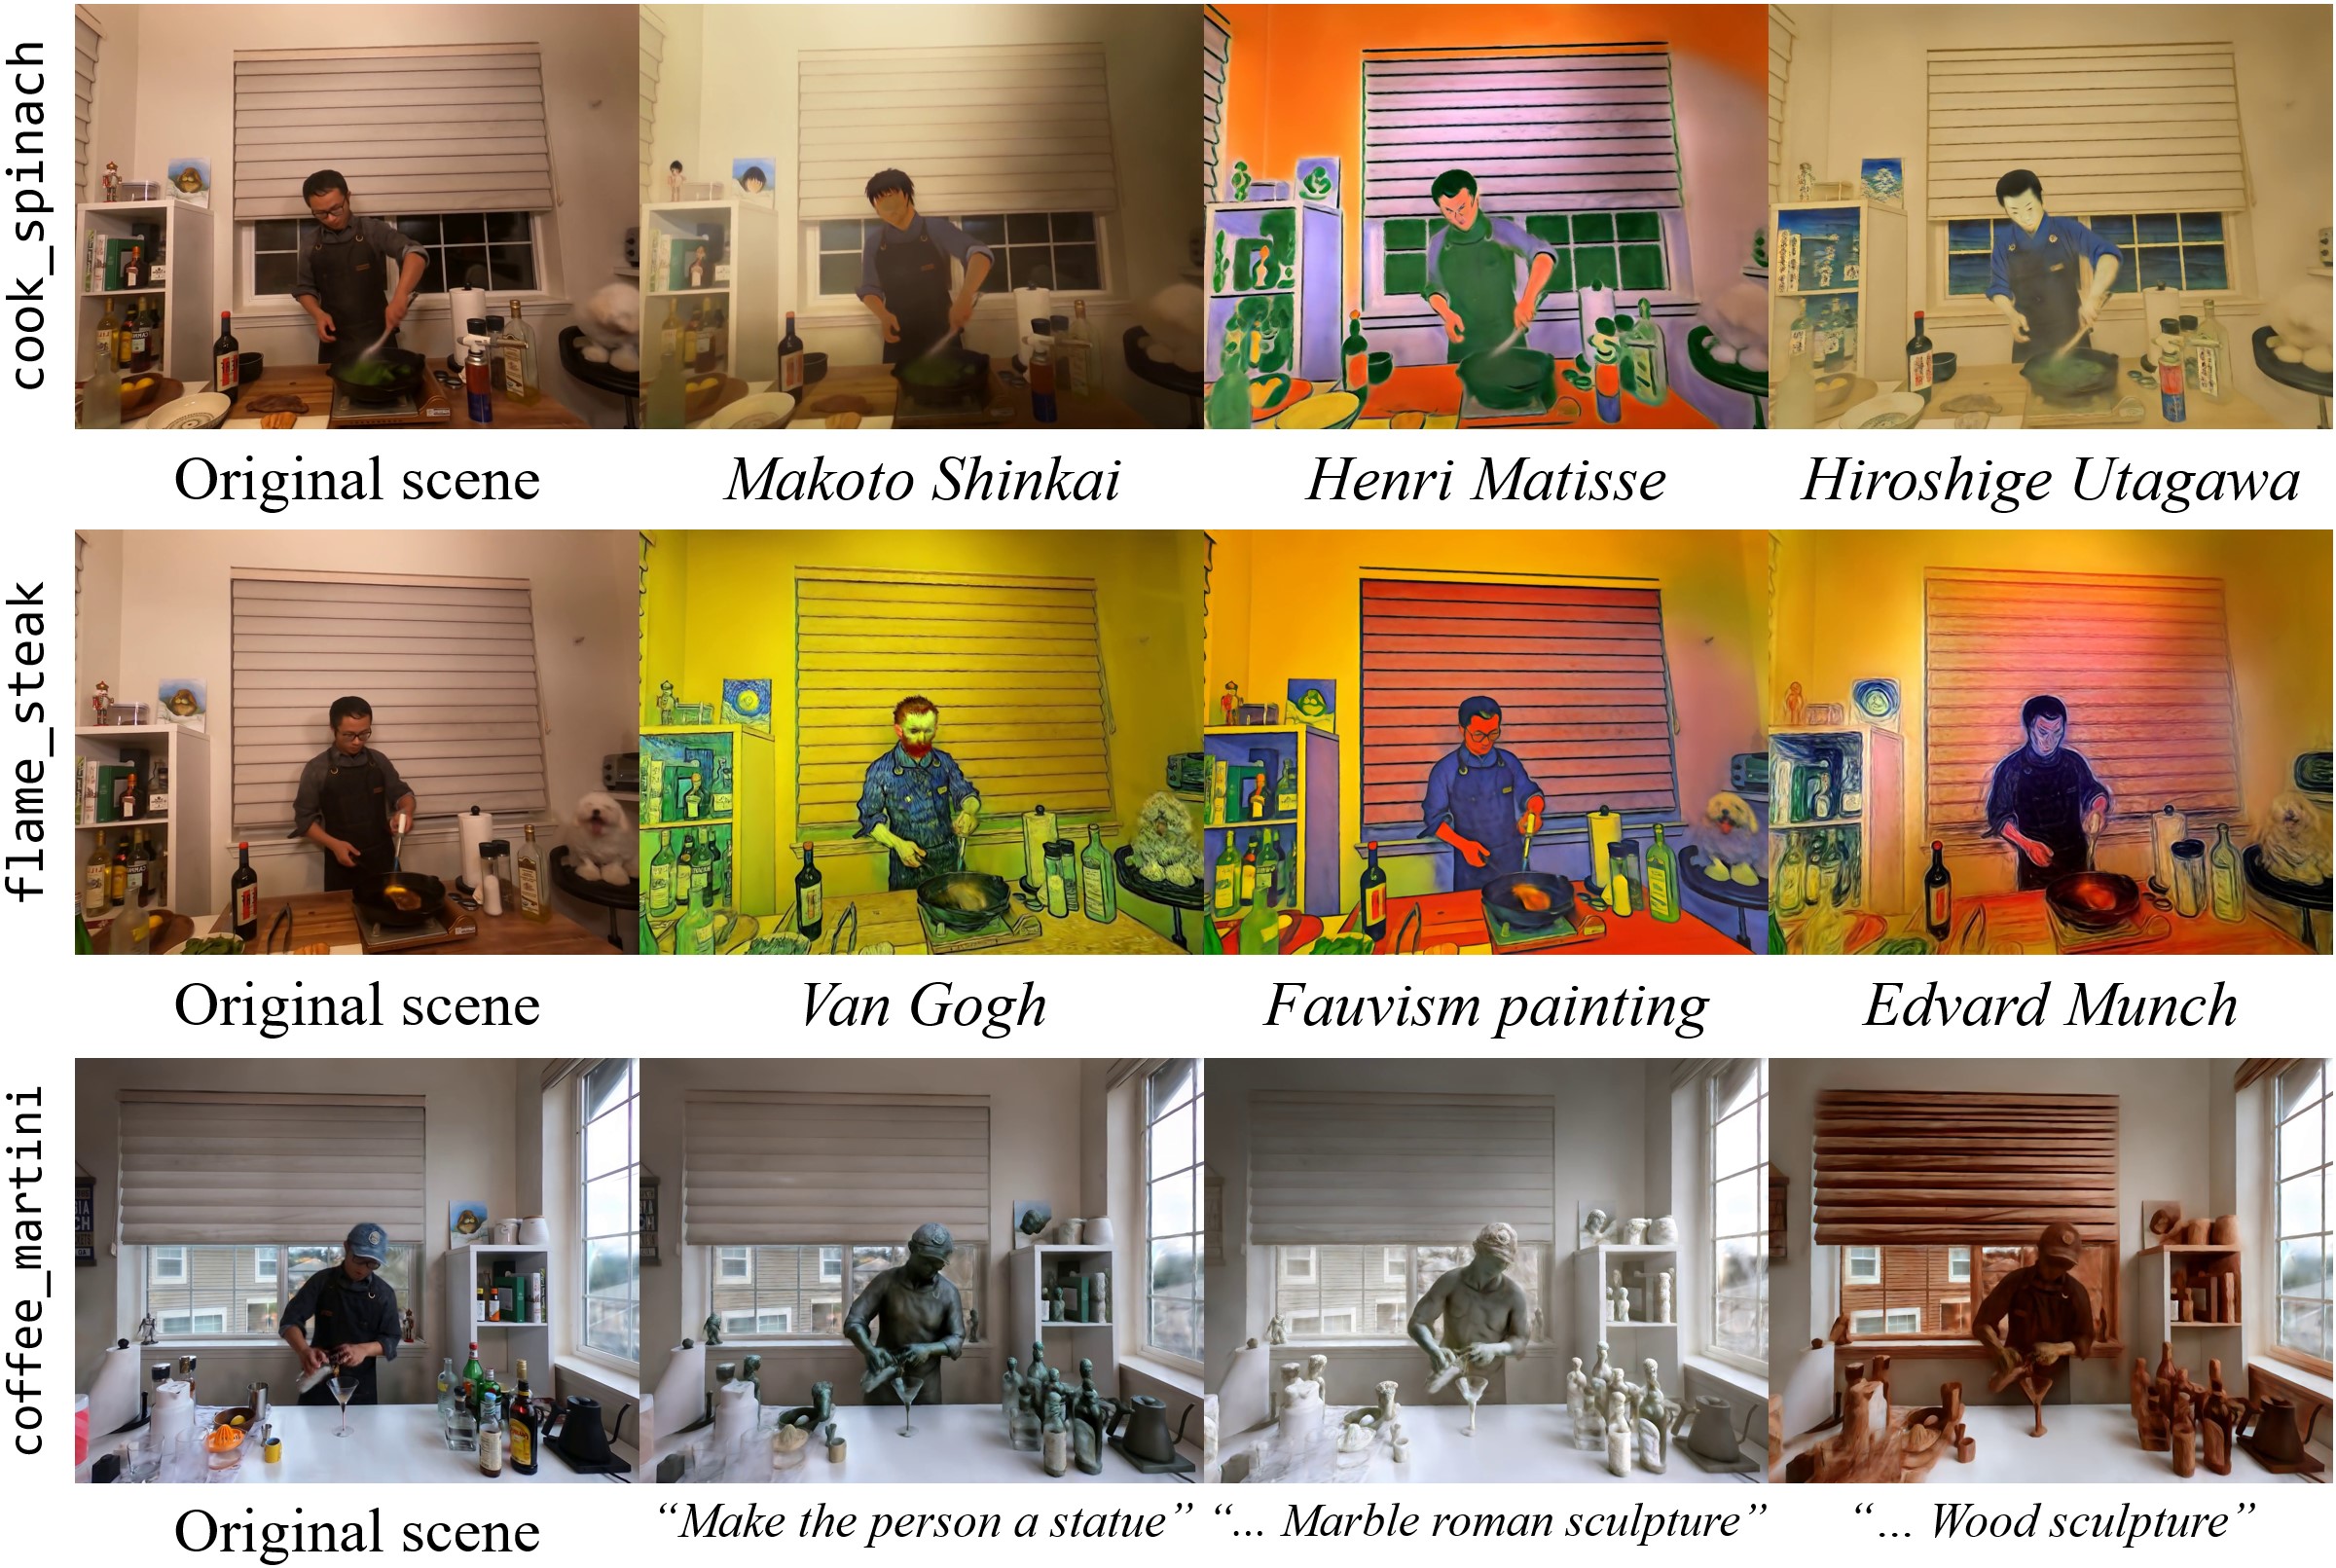 cook_spinach
Original scene
Makoto Shinkai
Henri Matisse
Hiroshige Utagawa
flame_steak
Original scene
Van Gogh
Fauvism painting
Edvard Munch
coffee_martini
Original scene
“Make the person a statue”
“... Marble roman sculpture”
“... Wood sculpture”